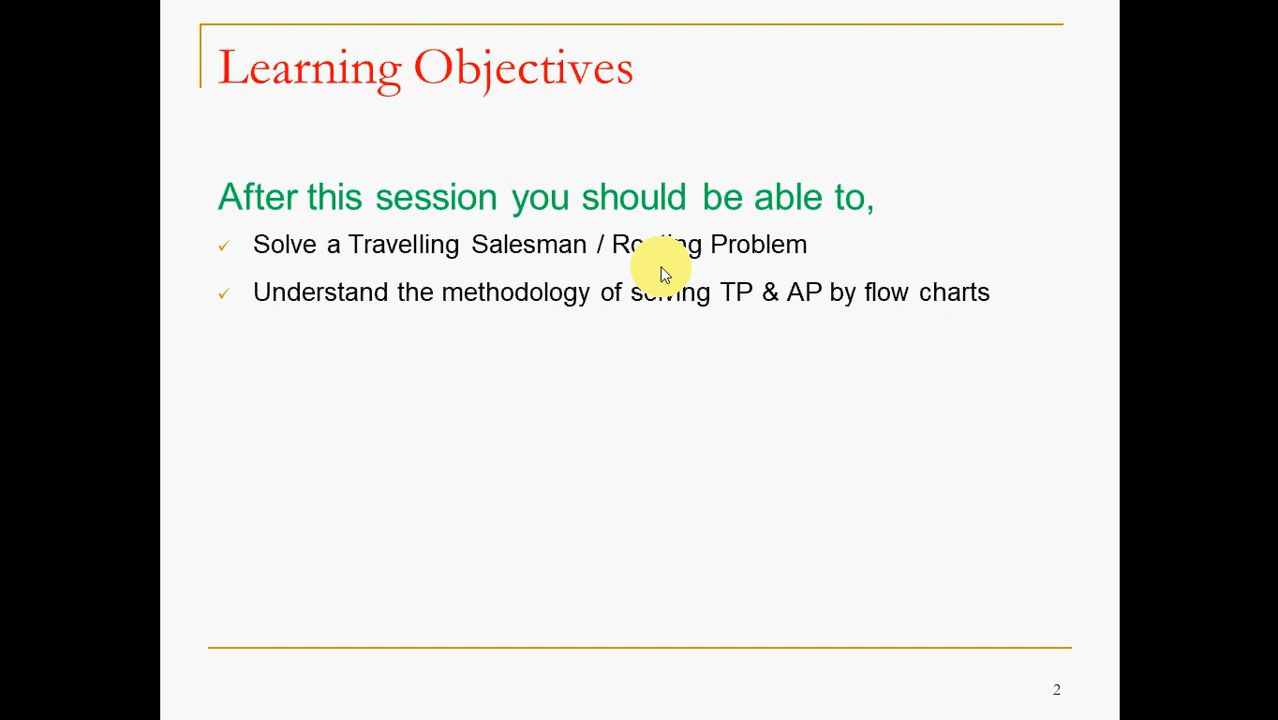 Learning Objectives
After this session you should be able to,
✓ Solve a Travelling Salesman / Routing Problem
✓ Understand the methodology of solving TP & AP by flow charts
2